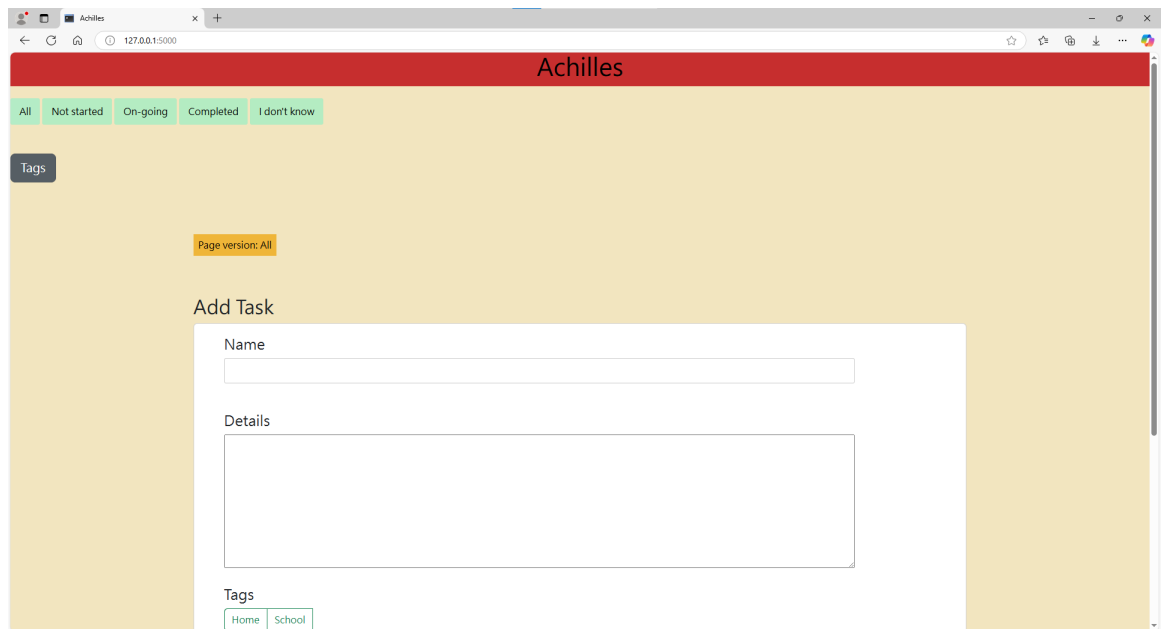 Achilles
127.0.0.1:5000
Achilles
All Not started On-going Completed I don't know
Tags
Page version: All
Add Task
Name
Details
Tags
Home School